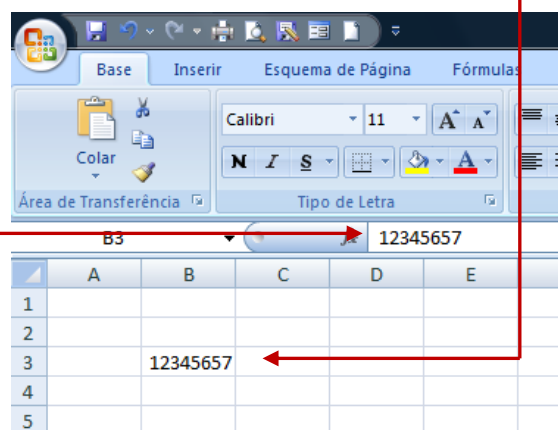 Base Inserir Esquema de Página Fórmulas
Calibri 11 A A
Colar N I S A
Área de Transferência Tipo de Letra
B3 12345657
A B C D E
1
2
3 12345657
4
5